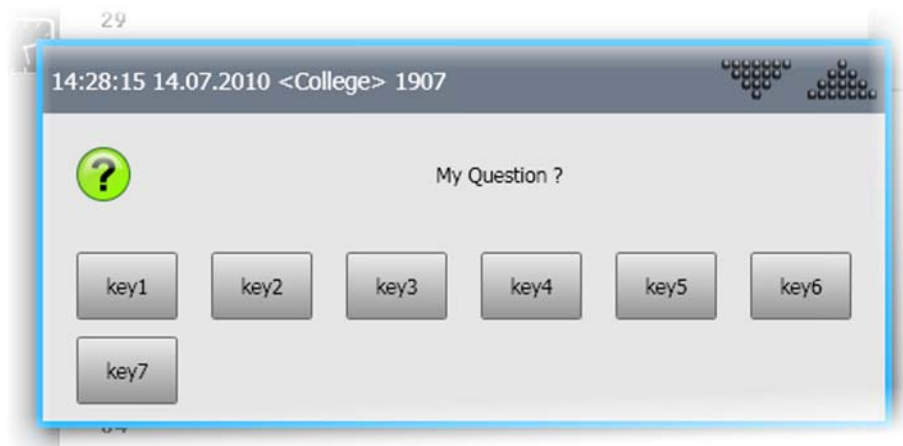 29
14:28:15 14.07.2010 <College> 1907
?
My Question ?
key1 key2 key3 key4 key5 key6
key7